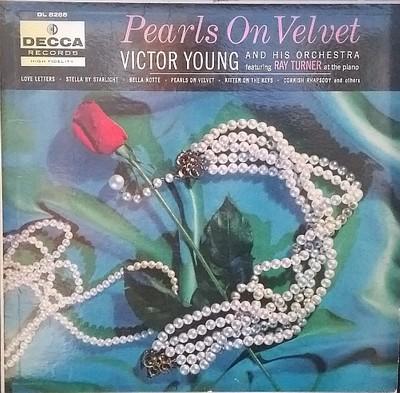 DL 8285
DECCA
RECORDS
HIGH FIDELITY
Pearls On Velvet
VICTOR YOUNG AND HIS ORCHESTRA
featuring RAY TURNER at the piano
LOVE LETTERS · STELLA BY STARLIGHT · BELLA NOTTE · PEARLS ON VELVET · KITTEN ON THE KEYS · CORNISH RHAPSODY and others